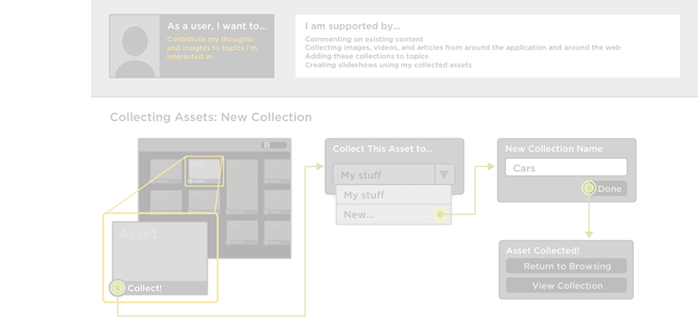 As a user, I want to...
Contribute my thoughts
and insights to topics I'm
interested in.
I am supported by...
Commenting on existing content
Collecting images, videos, and articles from around the application and around the web
Adding these collections to topics
Creating slideshows using my collected assets
Collecting Assets: New Collection
Asset
Collect!
Collect This Asset to...
My stuff
My stuff
New...
New Collection Name
Cars
Done
Asset Collected!
Return to Browsing
View Collection